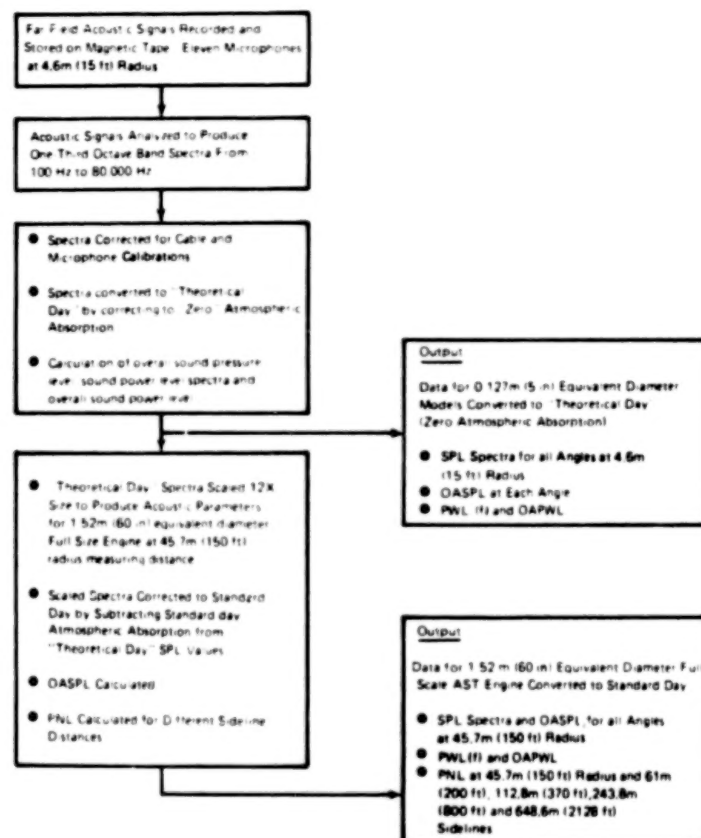 Far Field Acoustic Signals Recorded and
Stored on Magnetic Tape Eleven Microphones
at 4.6m (15 ft) Radius
Acoustic Signals Analyzed to Produce
One Third Octave Band Spectra From
100 Hz to 80.000 Hz
● Spectra Corrected for Cable and
Microphone Calibrations
● Spectra converted to "Theoretical
Day" by correcting to "Zero" Atmospheric
Absorption
● Calculation of overall sound pressure
level sound power level spectra and
overall sound power level
Output
Data for 0.127m (5 in) Equivalent Diameter
Models Converted to "Theoretical Day"
(Zero Atmospheric Absorption)
● SPL Spectra for all Angles at 4.6m
(15 ft) Radius
● OASPL at Each Angle
● PWL (f) and OAPWL
● "Theoretical Day" Spectra Scaled 12X
Size to Produce Acoustic Parameters
for 1.52m (60 in) equivalent diameter
Full Size Engine at 45.7m (150 ft)
radius measuring distance
● Scaled Spectra Corrected to Standard
Day by Subtracting Standard day
Atmospheric Absorption from
"Theoretical Day" SPL Values
● OASPL Calculated
● PNL Calculated for Different Sideline
Distances
Output
Data for 1.52 m (60 in) Equivalent Diameter Full
Scale AST Engine Converted to Standard Day
● SPL Spectra and OASPL, for all Angles
at 45.7m (150 ft) Radius
● PWL(f) and OAPWL
● PNL at 45.7m (150 ft) Radius and 61m
(200 ft), 112.8m (370 ft),243.8m
(800 ft) and 648.6m (2128 ft)
Sidelines